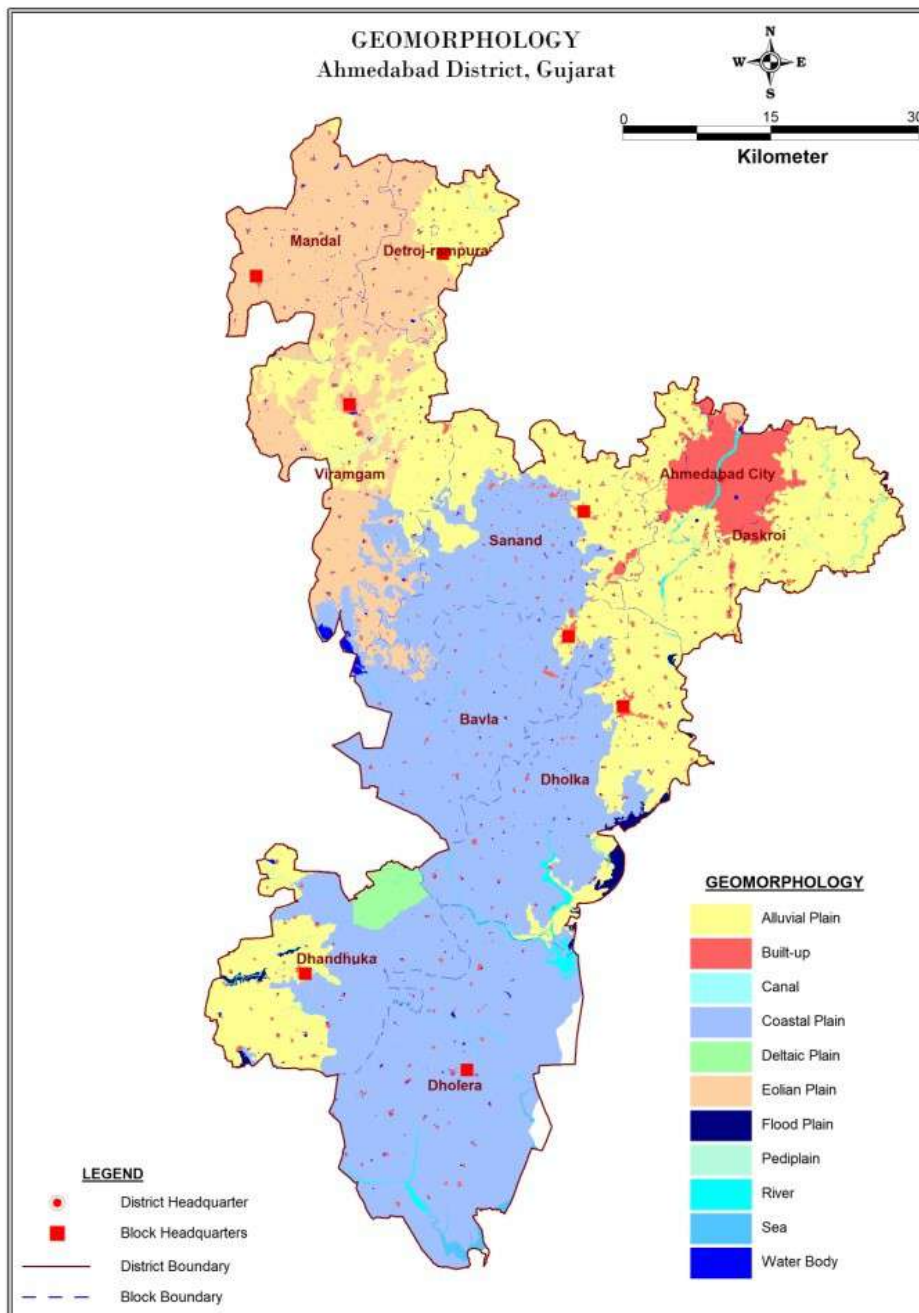 GEOMORPHOLOGY
Ahmedabad District, Gujarat
N
W E
S
0 15 30
Kilometer
Mandal
Detroj-rampura
Viramgam
Ahmedabad City
Sanand
Daskroi
Bavla
Dholka
Dhandhuka
Dholera
GEOMORPHOLOGY
Alluvial Plain
Built-up
Canal
Coastal Plain
Deltaic Plain
Eolian Plain
Flood Plain
Pediplain
River
Sea
Water Body
LEGEND
District Headquarter
Block Headquarters
District Boundary
Block Boundary